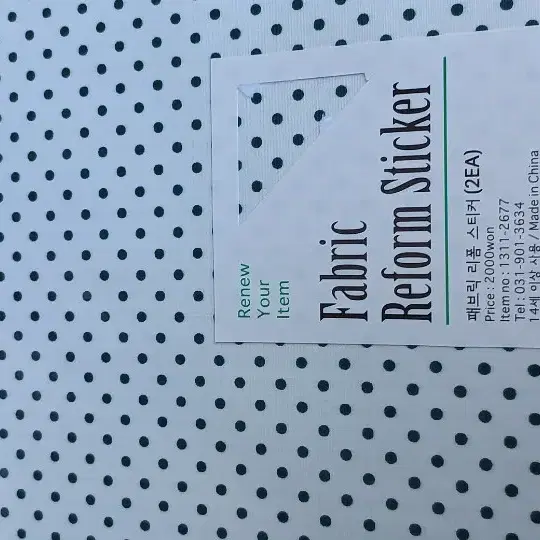 Renew
Your
Item
Fabric
Reform Sticker
패브릭 리폼 스티커 (2EA)
Price : 2000won
Item no : 1311-2677
Tel : 031-901-3634
14세 이상 사용 / Made in China